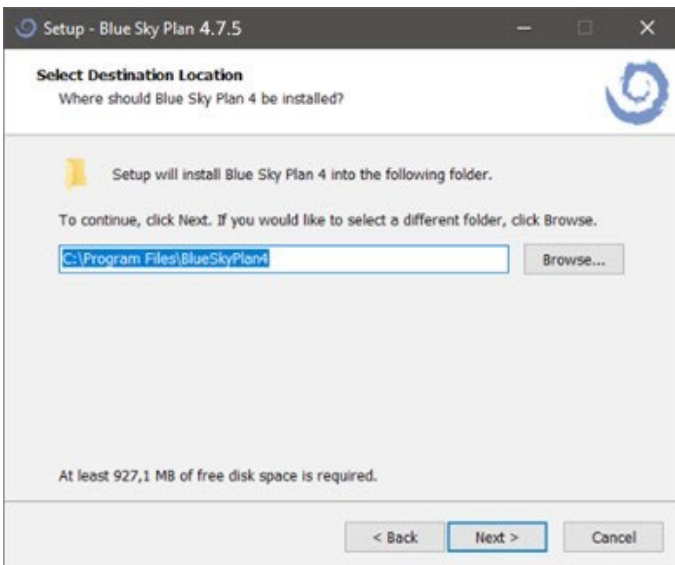 Setup - Blue Sky Plan 4.7.5
Select Destination Location
Where should Blue Sky Plan 4 be installed?
Setup will install Blue Sky Plan 4 into the following folder.
To continue, click Next. If you would like to select a different folder, click Browse.
C:\Program Files\BlueSkyPlan4
Browse...
At least 927,1 MB of free disk space is required.
< Back Next > Cancel